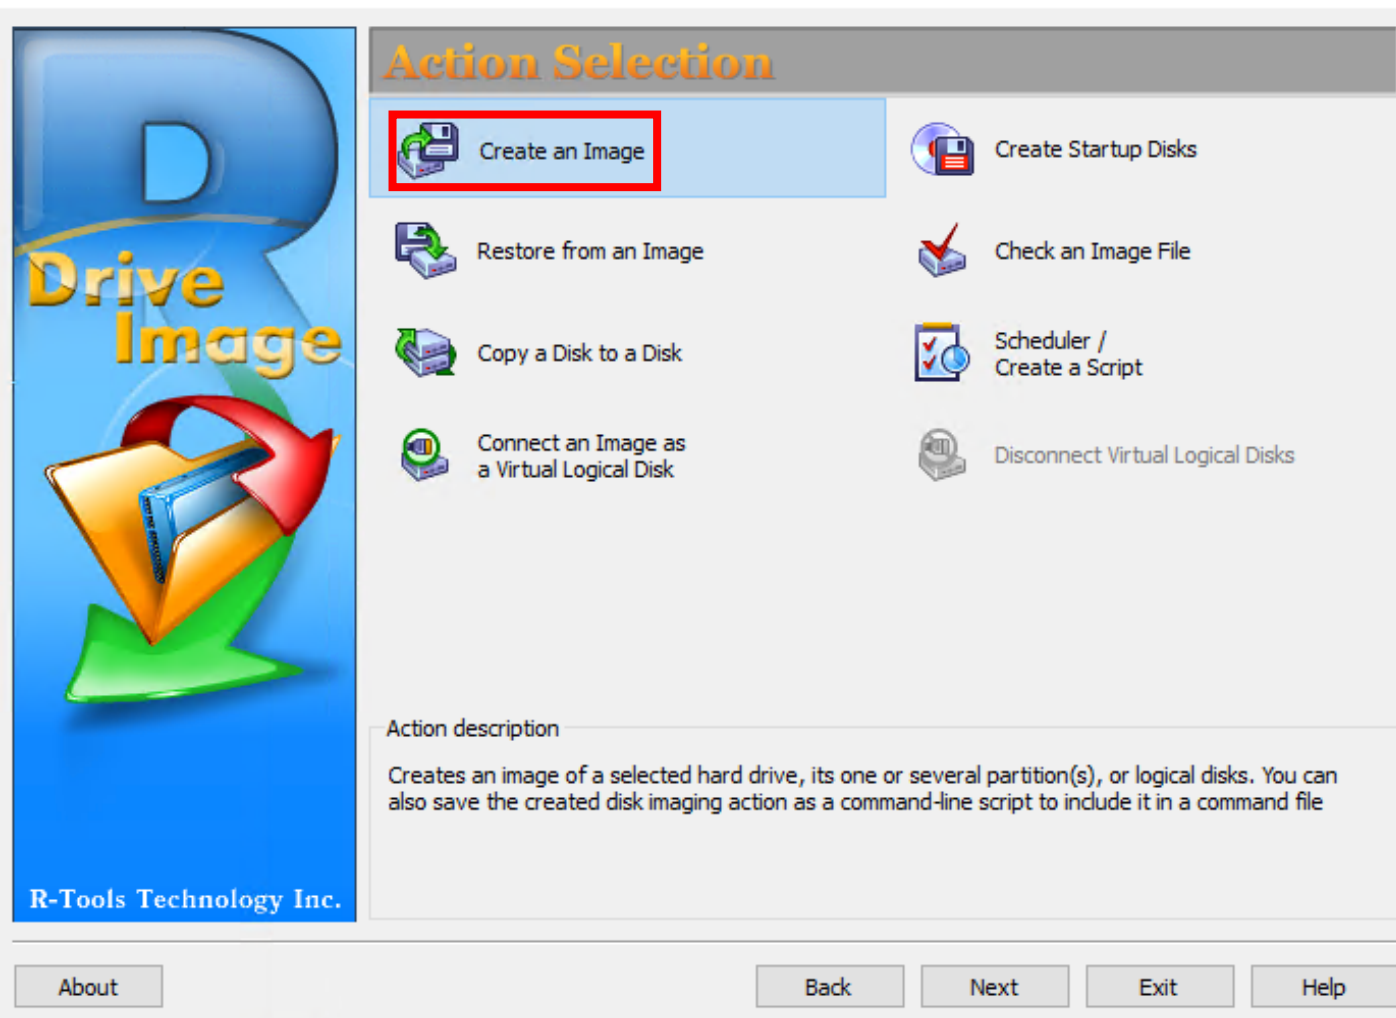 R
Drive
Image
R-Tools Technology Inc.
Action Selection
Create an Image
Create Startup Disks
Restore from an Image
Check an Image File
Copy a Disk to a Disk
Scheduler /
Create a Script
Connect an Image as
a Virtual Logical Disk
Disconnect Virtual Logical Disks
Action description
Creates an image of a selected hard drive, its one or several partition(s), or logical disks. You can
also save the created disk imaging action as a command-line script to include it in a command file
About
Back
Next
Exit
Help